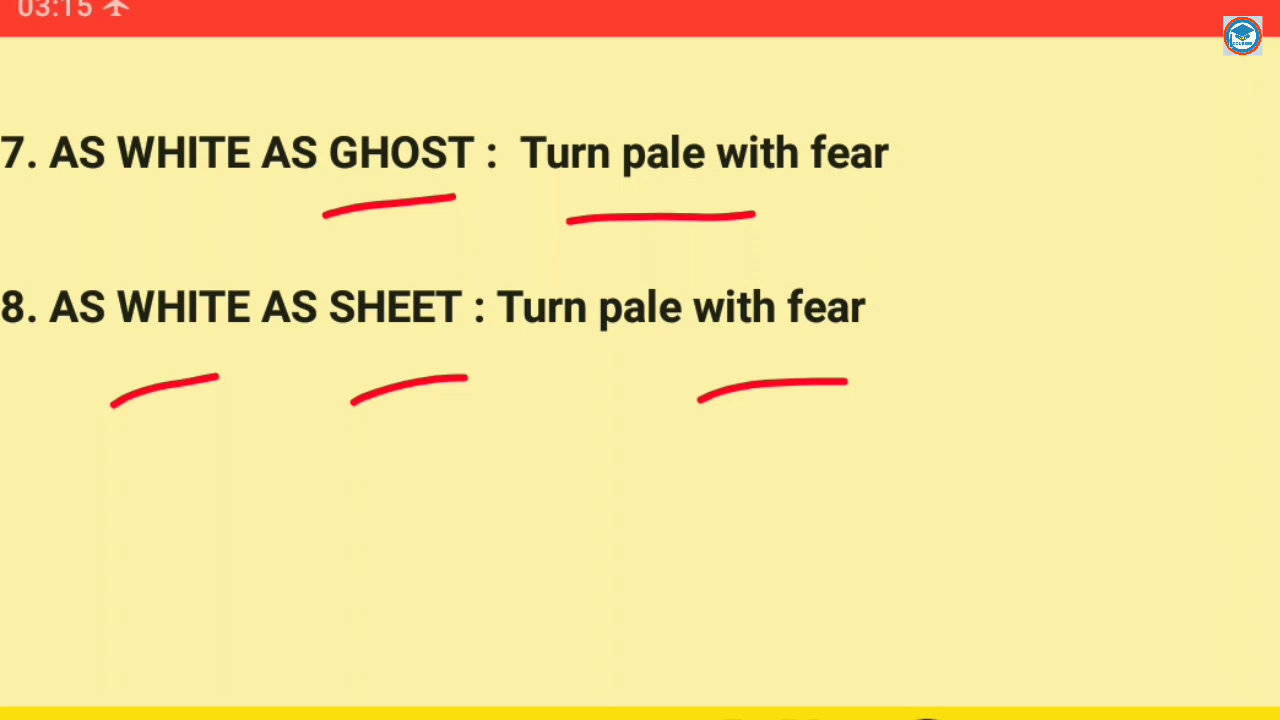 03:15
7. AS WHITE AS GHOST : Turn pale with fear
8. AS WHITE AS SHEET : Turn pale with fear